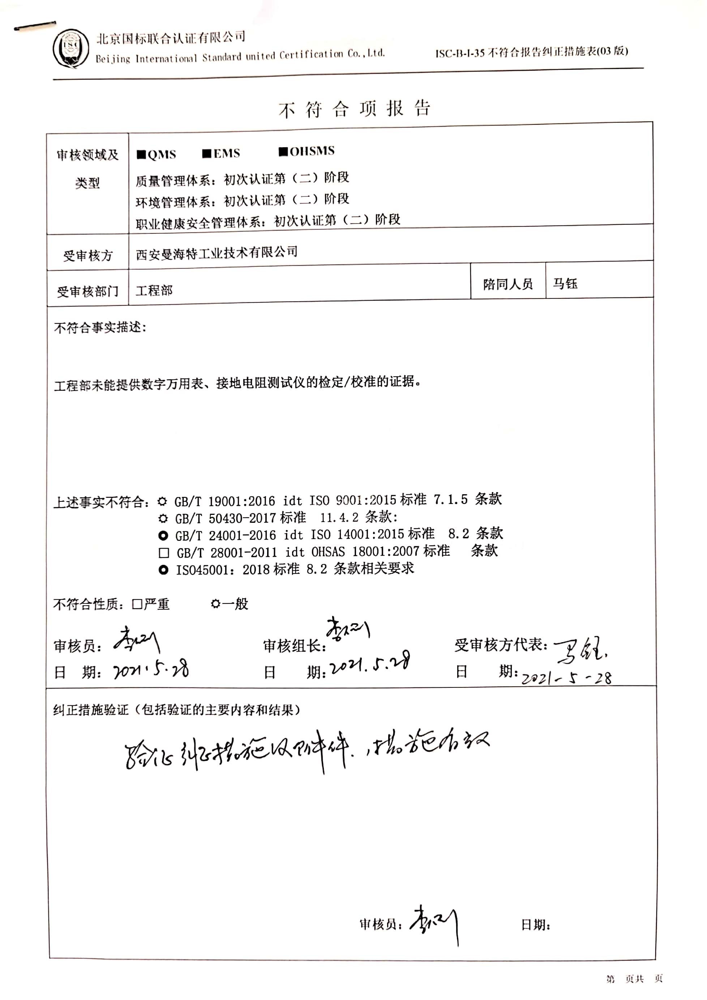 北京国标联合认证有限公司
Beijing International Standard united Certification Co.,Ltd.
ISC-B-I-35 不符合报告纠正措施表(03 版)
ISC
不符合项报告
审核领域及类型
■QMS ■EMS ■OHSMS
质量管理体系：初次认证第（二）阶段
环境管理体系：初次认证第（二）阶段
职业健康安全管理体系：初次认证第（二）阶段
受审核方 西安曼海特工业技术有限公司
受审核部门 工程部 陪同人员 马钰
不符合事实描述：
工程部未能提供数字万用表、接地电阻测试仪的检定/校准的证据。
上述事实不符合：✡ GB/T 19001:2016 idt ISO 9001:2015 标准 7.1.5 条款
✡ GB/T 50430-2017 标准 11.4.2 条款：
● GB/T 24001-2016 idt ISO 14001:2015 标准 8.2 条款
□ GB/T 28001-2011 idt OHSAS 18001:2007 标准 条款
● ISO45001：2018 标准 8.2 条款相关要求
不符合性质：□严重 ✡一般
审核员： 审核组长： 受审核方代表：马钰
日 期：2021.5.28 日 期：2021.5.28 日 期：2021-5-28
纠正措施验证（包括验证的主要内容和结果）
验证纠正措施及附件，措施有效
审核员： 日期：
第 页共 页